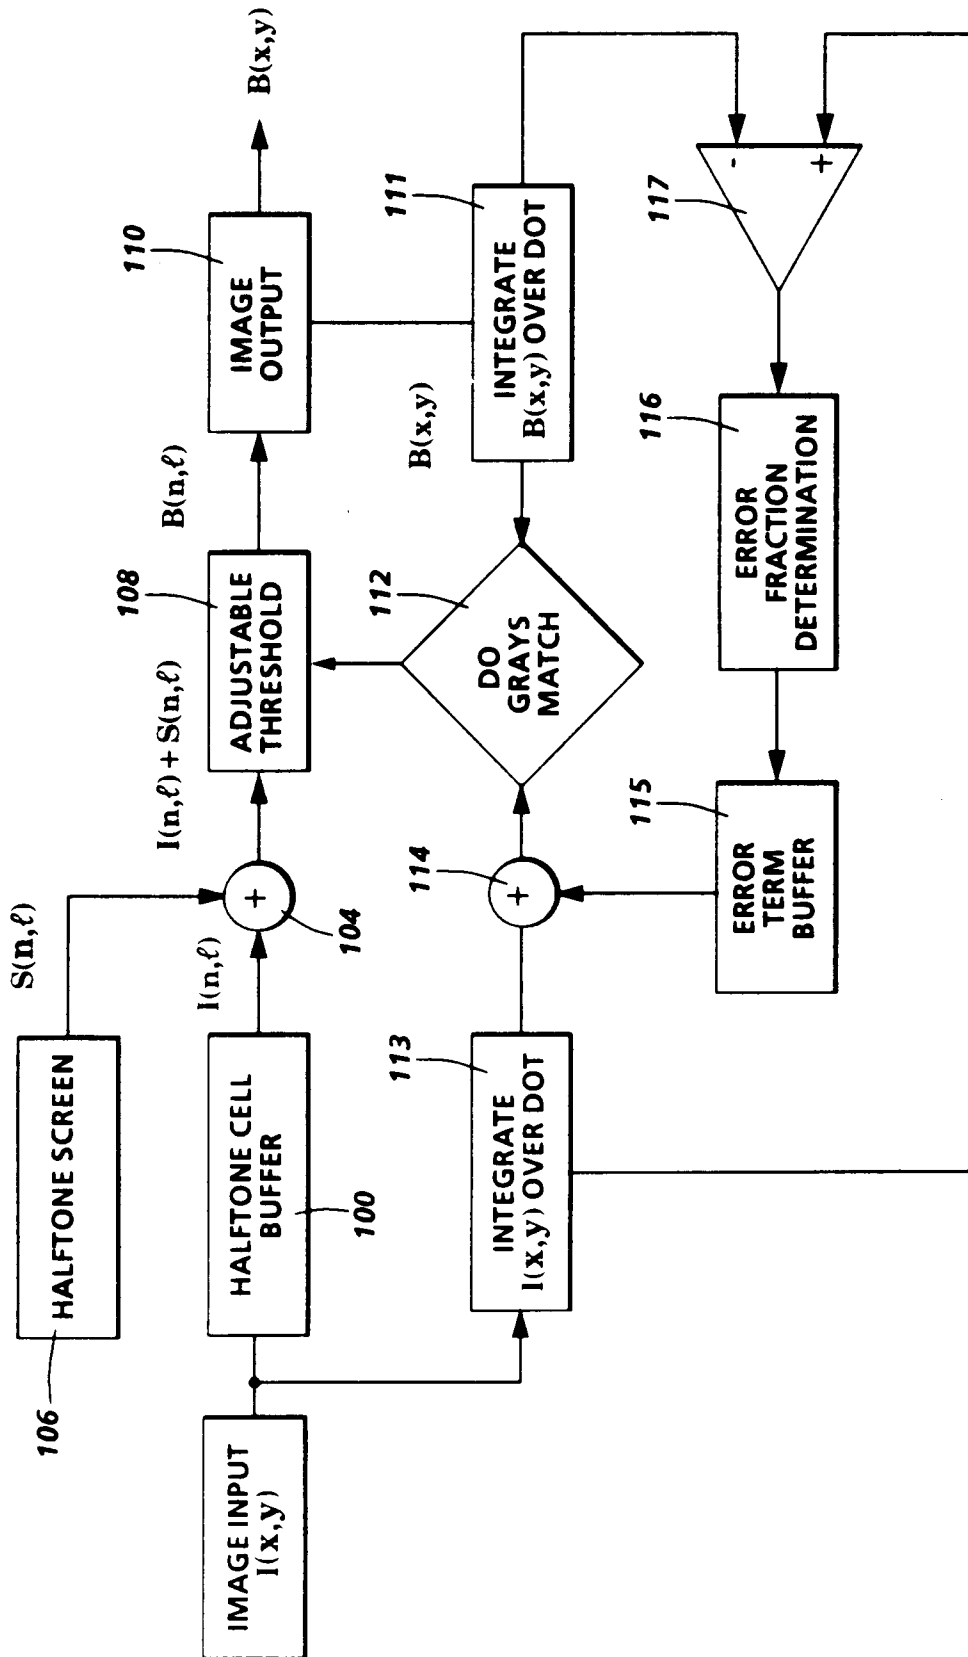 HALFTONE SCREEN
106
S(n,ℓ)
IMAGE INPUT
I(x,y)
HALFTONE CELL
BUFFER
100
I(n,ℓ)
+
104
I(n,ℓ) + S(n,ℓ)
ADJUSTABLE
THRESHOLD
108
B(n,ℓ)
IMAGE
OUTPUT
110
B(x,y)
INTEGRATE
I(x,y) OVER DOT
113
+
114
DO
GRAYS
MATCH
112
B(x,y)
INTEGRATE
B(x,y) OVER DOT
111
ERROR
TERM
BUFFER
115
ERROR
FRACTION
DETERMINATION
116
117
-
+